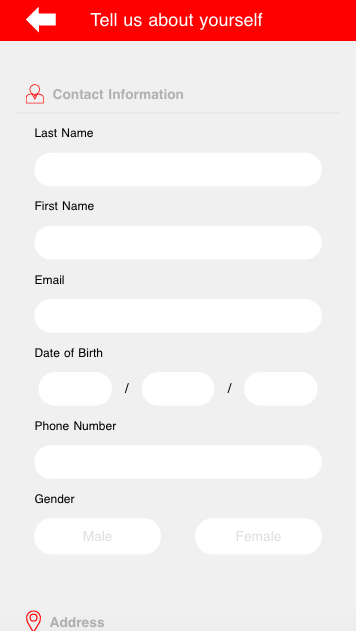 Tell us about yourself
Contact Information
Last Name
First Name
Email
Date of Birth
/ /
Phone Number
Gender
Male Female
Address